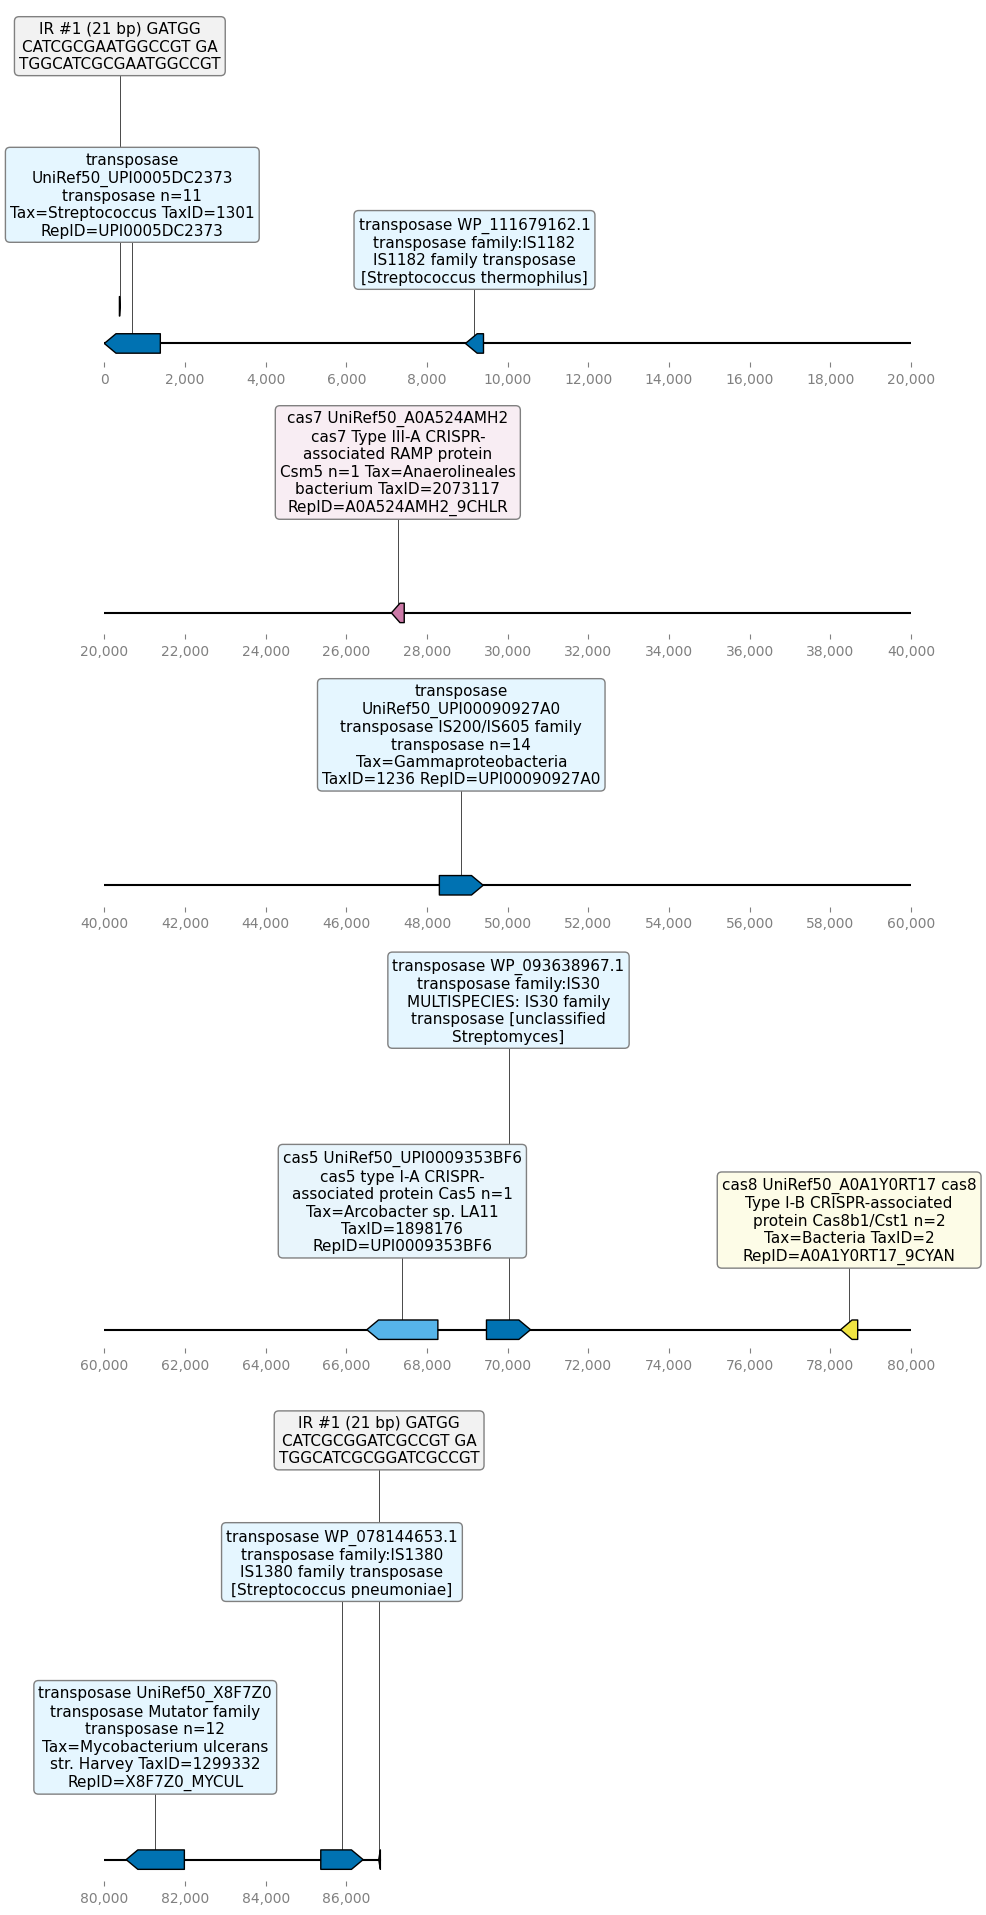 IR #1 (21 bp) GATGG
CATCGCGAATGGCCGT GA
TGGCATCGCGAATGGCCGT
transposase
UniRef50_UPI0005DC2373
transposase n=11
Tax=Streptococcus TaxID=1301
RepID=UPI0005DC2373
transposase WP_111679162.1
transposase family:IS1182
IS1182 family transposase
[Streptococcus thermophilus]
0 2,000 4,000 6,000 8,000 10,000 12,000 14,000 16,000 18,000 20,000
cas7 UniRef50_A0A524AMH2
cas7 Type III-A CRISPR-
associated RAMP protein
Csm5 n=1 Tax=Anaerolineales
bacterium TaxID=2073117
RepID=A0A524AMH2_9CHLR
20,000 22,000 24,000 26,000 28,000 30,000 32,000 34,000 36,000 38,000 40,000
transposase
UniRef50_UPI00090927A0
transposase IS200/IS605 family
transposase n=14
Tax=Gammaproteobacteria
TaxID=1236 RepID=UPI00090927A0
40,000 42,000 44,000 46,000 48,000 50,000 52,000 54,000 56,000 58,000 60,000
transposase WP_093638967.1
transposase family:IS30
MULTISPECIES: IS30 family
transposase [unclassified
Streptomyces]
cas5 UniRef50_UPI0009353BF6
cas5 type I-A CRISPR-
associated protein Cas5 n=1
Tax=Arcobacter sp. LA11
TaxID=1898176
RepID=UPI0009353BF6
cas8 UniRef50_A0A1Y0RT17 cas8
Type I-B CRISPR-associated
protein Cas8b1/Cst1 n=2
Tax=Bacteria TaxID=2
RepID=A0A1Y0RT17_9CYAN
60,000 62,000 64,000 66,000 68,000 70,000 72,000 74,000 76,000 78,000 80,000
IR #1 (21 bp) GATGG
CATCGCGGATCGCCGT GA
TGGCATCGCGGATCGCCGT
transposase WP_078144653.1
transposase family:IS1380
IS1380 family transposase
[Streptococcus pneumoniae]
transposase UniRef50_X8F7Z0
transposase Mutator family
transposase n=12
Tax=Mycobacterium ulcerans
str. Harvey TaxID=1299332
RepID=X8F7Z0_MYCUL
80,000 82,000 84,000 86,000